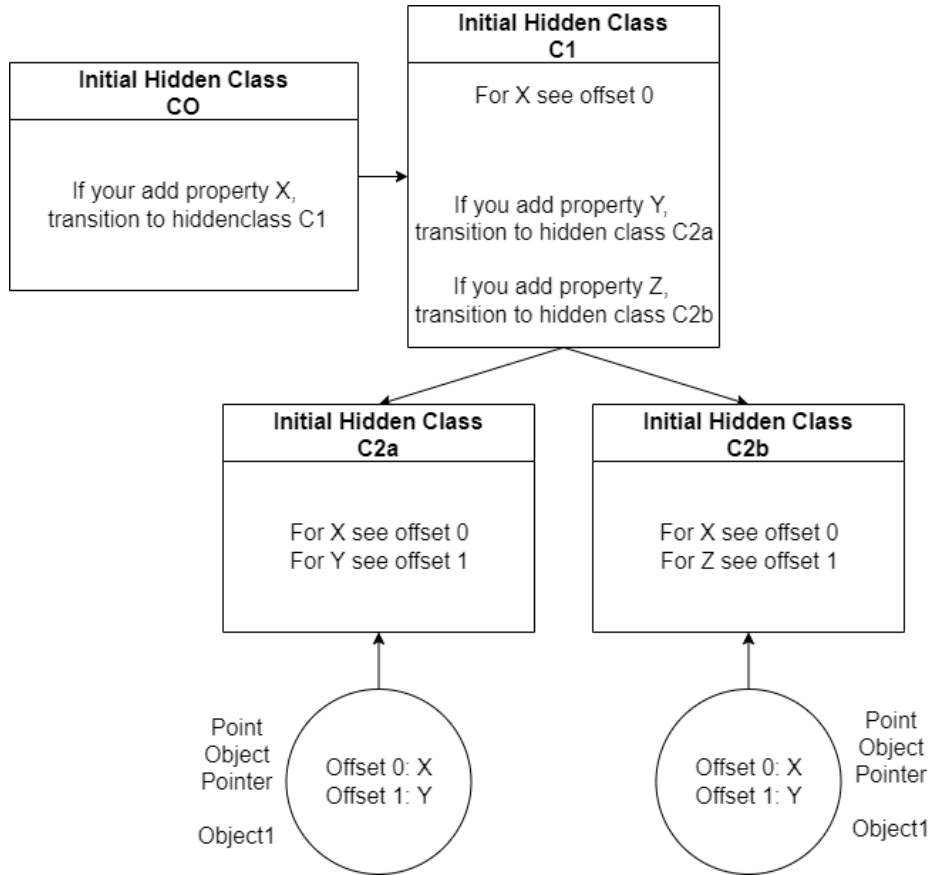 Initial Hidden Class
CO
If your add property X,
transition to hiddenclass C1
Initial Hidden Class
C1
For X see offset 0
If you add property Y,
transition to hidden class C2a
If you add property Z,
transition to hidden class C2b
Initial Hidden Class
C2a
For X see offset 0
For Y see offset 1
Initial Hidden Class
C2b
For X see offset 0
For Z see offset 1
Point
Object
Pointer
Object1
Offset 0: X
Offset 1: Y
Offset 0: X
Offset 1: Y
Point
Object
Pointer
Object1